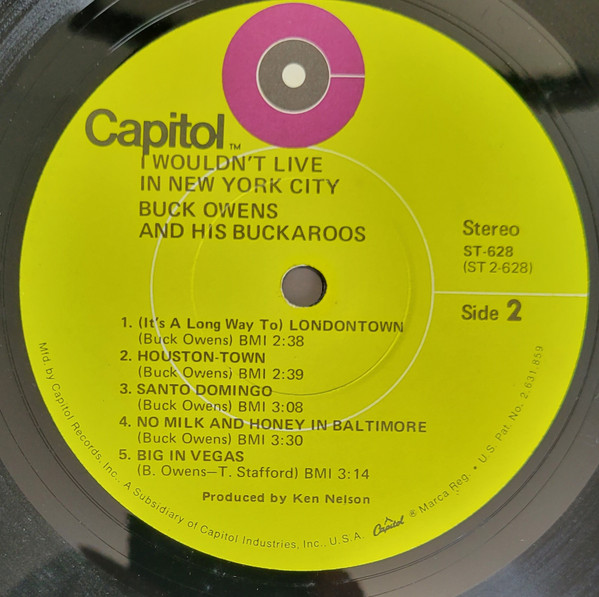 Capitol™
I WOULDN'T LIVE
IN NEW YORK CITY
BUCK OWENS
AND HIS BUCKAROOS
Stereo
ST-628
(ST 2-628)
Side 2
1. (It's A Long Way To) LONDONTOWN
(Buck Owens) BMI 2:38
2. HOUSTON-TOWN
(Buck Owens) BMI 2:39
3. SANTO DOMINGO
(Buck Owens) BMI 3:08
4. NO MILK AND HONEY IN BALTIMORE
(Buck Owens) BMI 3:30
5. BIG IN VEGAS
(B. Owens—T. Stafford) BMI 3:14
Produced by Ken Nelson
Mfd. by Capitol Records, Inc., A Subsidiary of Capitol Industries, Inc., U.S.A. Capitol ® Marca Reg. • U.S. Pat. No. 2,631,859